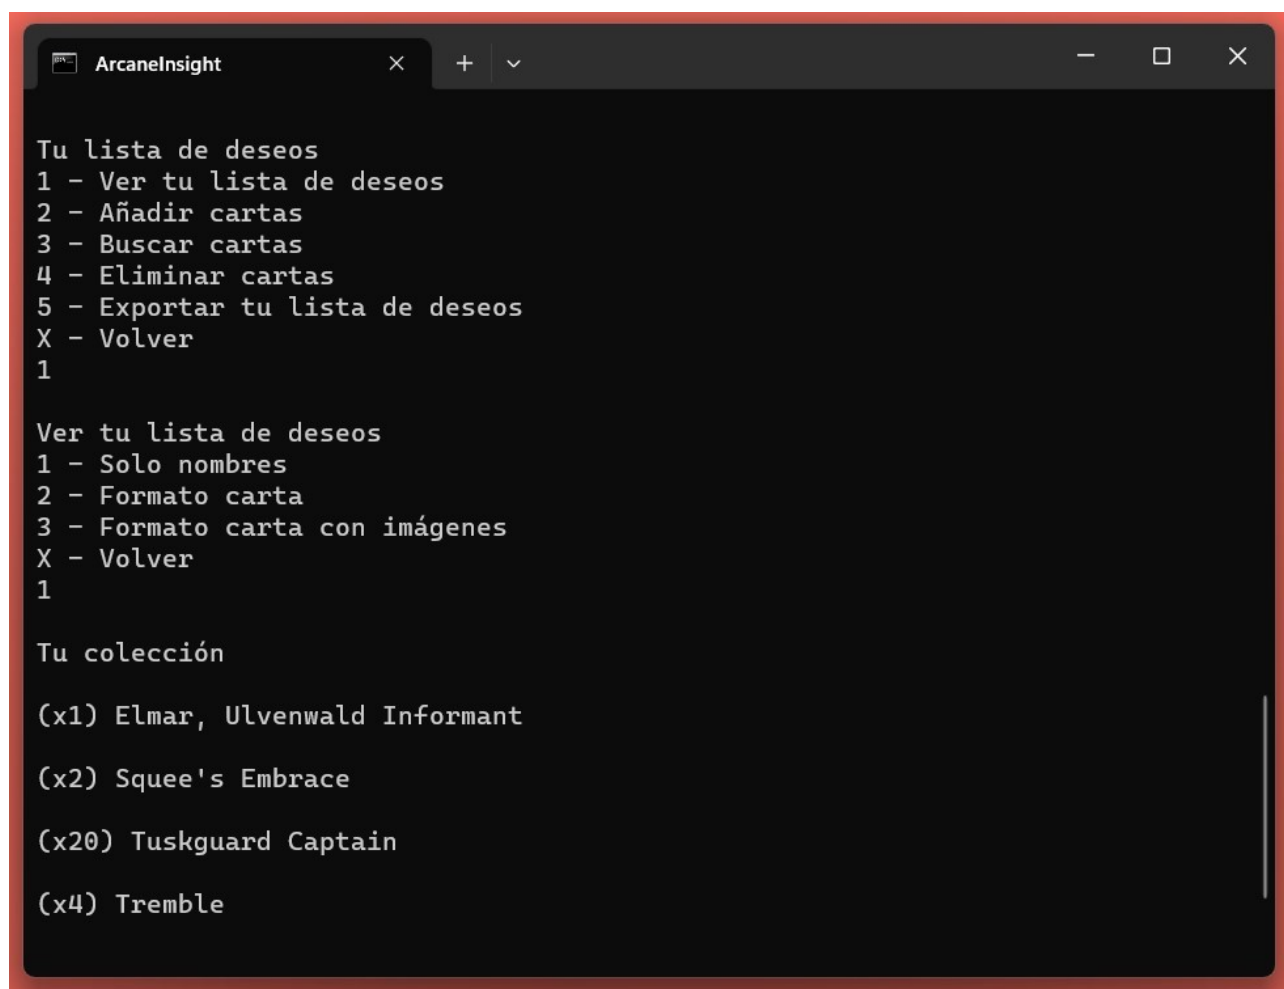 ArcaneInsight
Tu lista de deseos
1 - Ver tu lista de deseos
2 - Añadir cartas
3 - Buscar cartas
4 - Eliminar cartas
5 - Exportar tu lista de deseos
X - Volver
1
Ver tu lista de deseos
1 - Solo nombres
2 - Formato carta
3 - Formato carta con imágenes
X - Volver
1
Tu colección
(x1) Elmar, Ulvenwald Informant
(x2) Squee's Embrace
(x20) Tuskguard Captain
(x4) Tremble